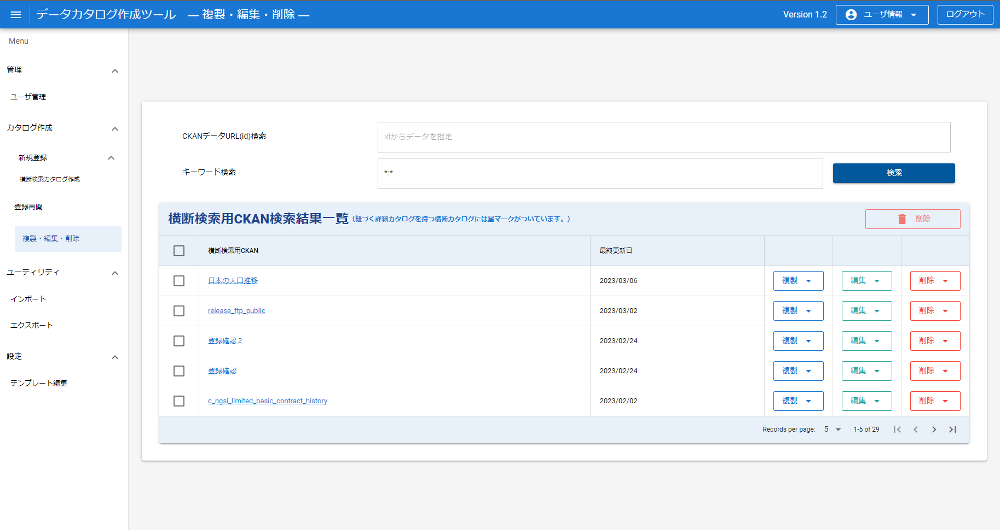 データカタログ作成ツール ― 複製・編集・削除 ―
Version 1.2
ユーザ情報
ログアウト
Menu
管理
ユーザ管理
カタログ作成
新規登録
横断検索カタログ作成
登録再開
複製・編集・削除
ユーティリティ
インポート
エクスポート
設定
テンプレート編集
CKANデータURL(id)検索
idからデータを指定
キーワード検索
*:*
検索
横断検索用CKAN検索結果一覧 (紐づく詳細カタログを持つ横断カタログには星マークがついています。)
削除
横断検索用CKAN 最終更新日
日本の人口推移 2023/03/06 複製 編集 削除
release_ftp_public 2023/03/02 複製 編集 削除
登録確認２ 2023/02/24 複製 編集 削除
登録確認 2023/02/24 複製 編集 削除
c_ngsi_limited_basic_contract_history 2023/02/02 複製 編集 削除
Records per page: 5 1-5 of 29